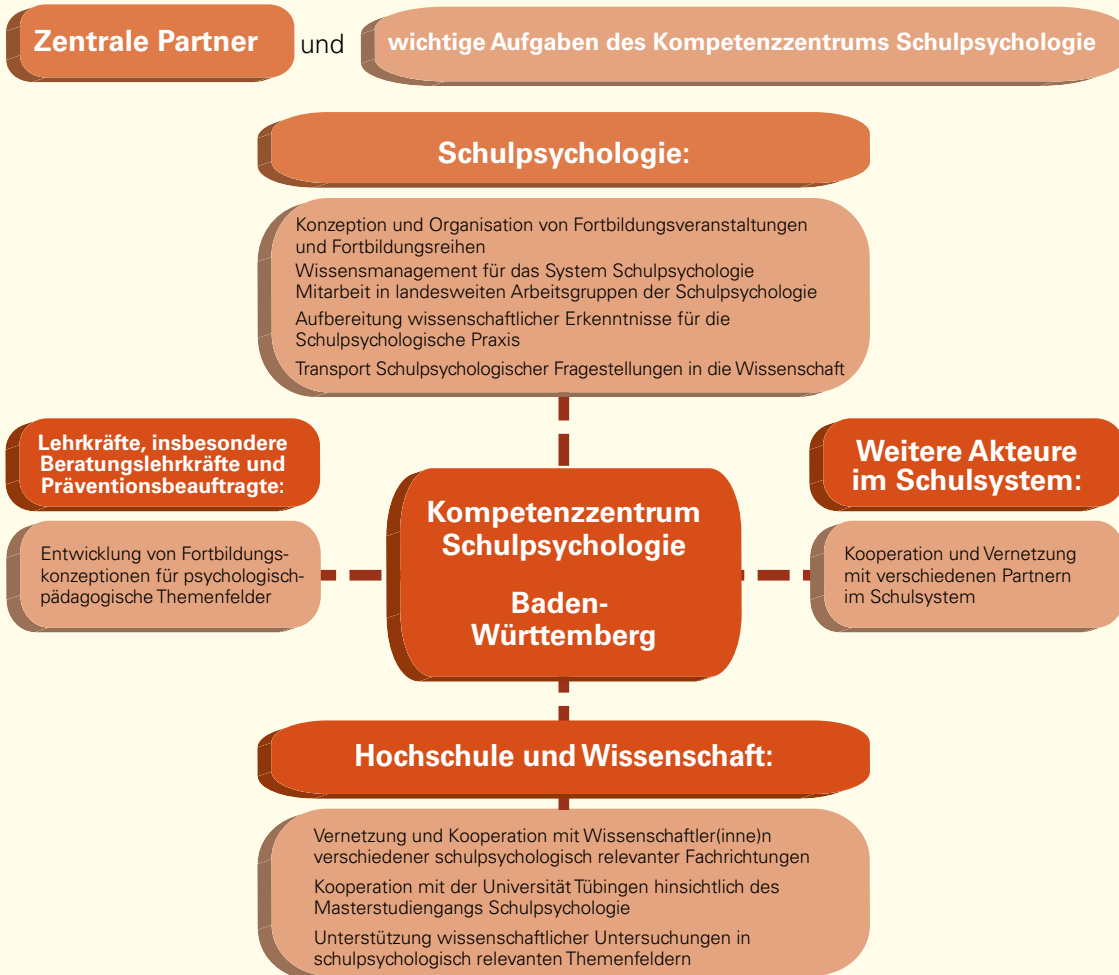 Zentrale Partner und wichtige Aufgaben des Kompetenzzentrums Schulpsychologie
Schulpsychologie:
Konzeption und Organisation von Fortbildungsveranstaltungen
und Fortbildungsreihen
Wissensmanagement für das System Schulpsychologie
Mitarbeit in landesweiten Arbeitsgruppen der Schulpsychologie
Aufbereitung wissenschaftlicher Erkenntnisse für die
Schulpsychologische Praxis
Transport Schulpsychologischer Fragestellungen in die Wissenschaft
Lehrkräfte, insbesondere
Beratungslehrkräfte und
Präventionsbeauftragte:
Entwicklung von Fortbildungs-
konzeptionen für psychologisch-
pädagogische Themenfelder
Kompetenzzentrum
Schulpsychologie
Baden-
Württemberg
Weitere Akteure
im Schulsystem:
Kooperation und Vernetzung
mit verschiedenen Partnern
im Schulsystem
Hochschule und Wissenschaft:
Vernetzung und Kooperation mit Wissenschaftler(inne)n
verschiedener schulpsychologisch relevanter Fachrichtungen
Kooperation mit der Universität Tübingen hinsichtlich des
Masterstudiengangs Schulpsychologie
Unterstützung wissenschaftlicher Untersuchungen in
schulpsychologisch relevanten Themenfeldern